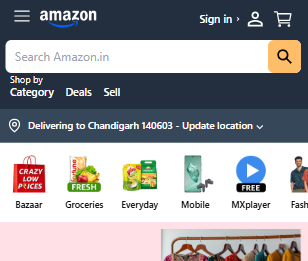 amazon
Sign in ›
Search Amazon.in
Shop by
Category Deals Sell
Delivering to Chandigarh 140603 - Update location
CRAZY
LOW
PRICES
FRESH
FREE
Bazaar Groceries Everyday Mobile MXplayer Fash